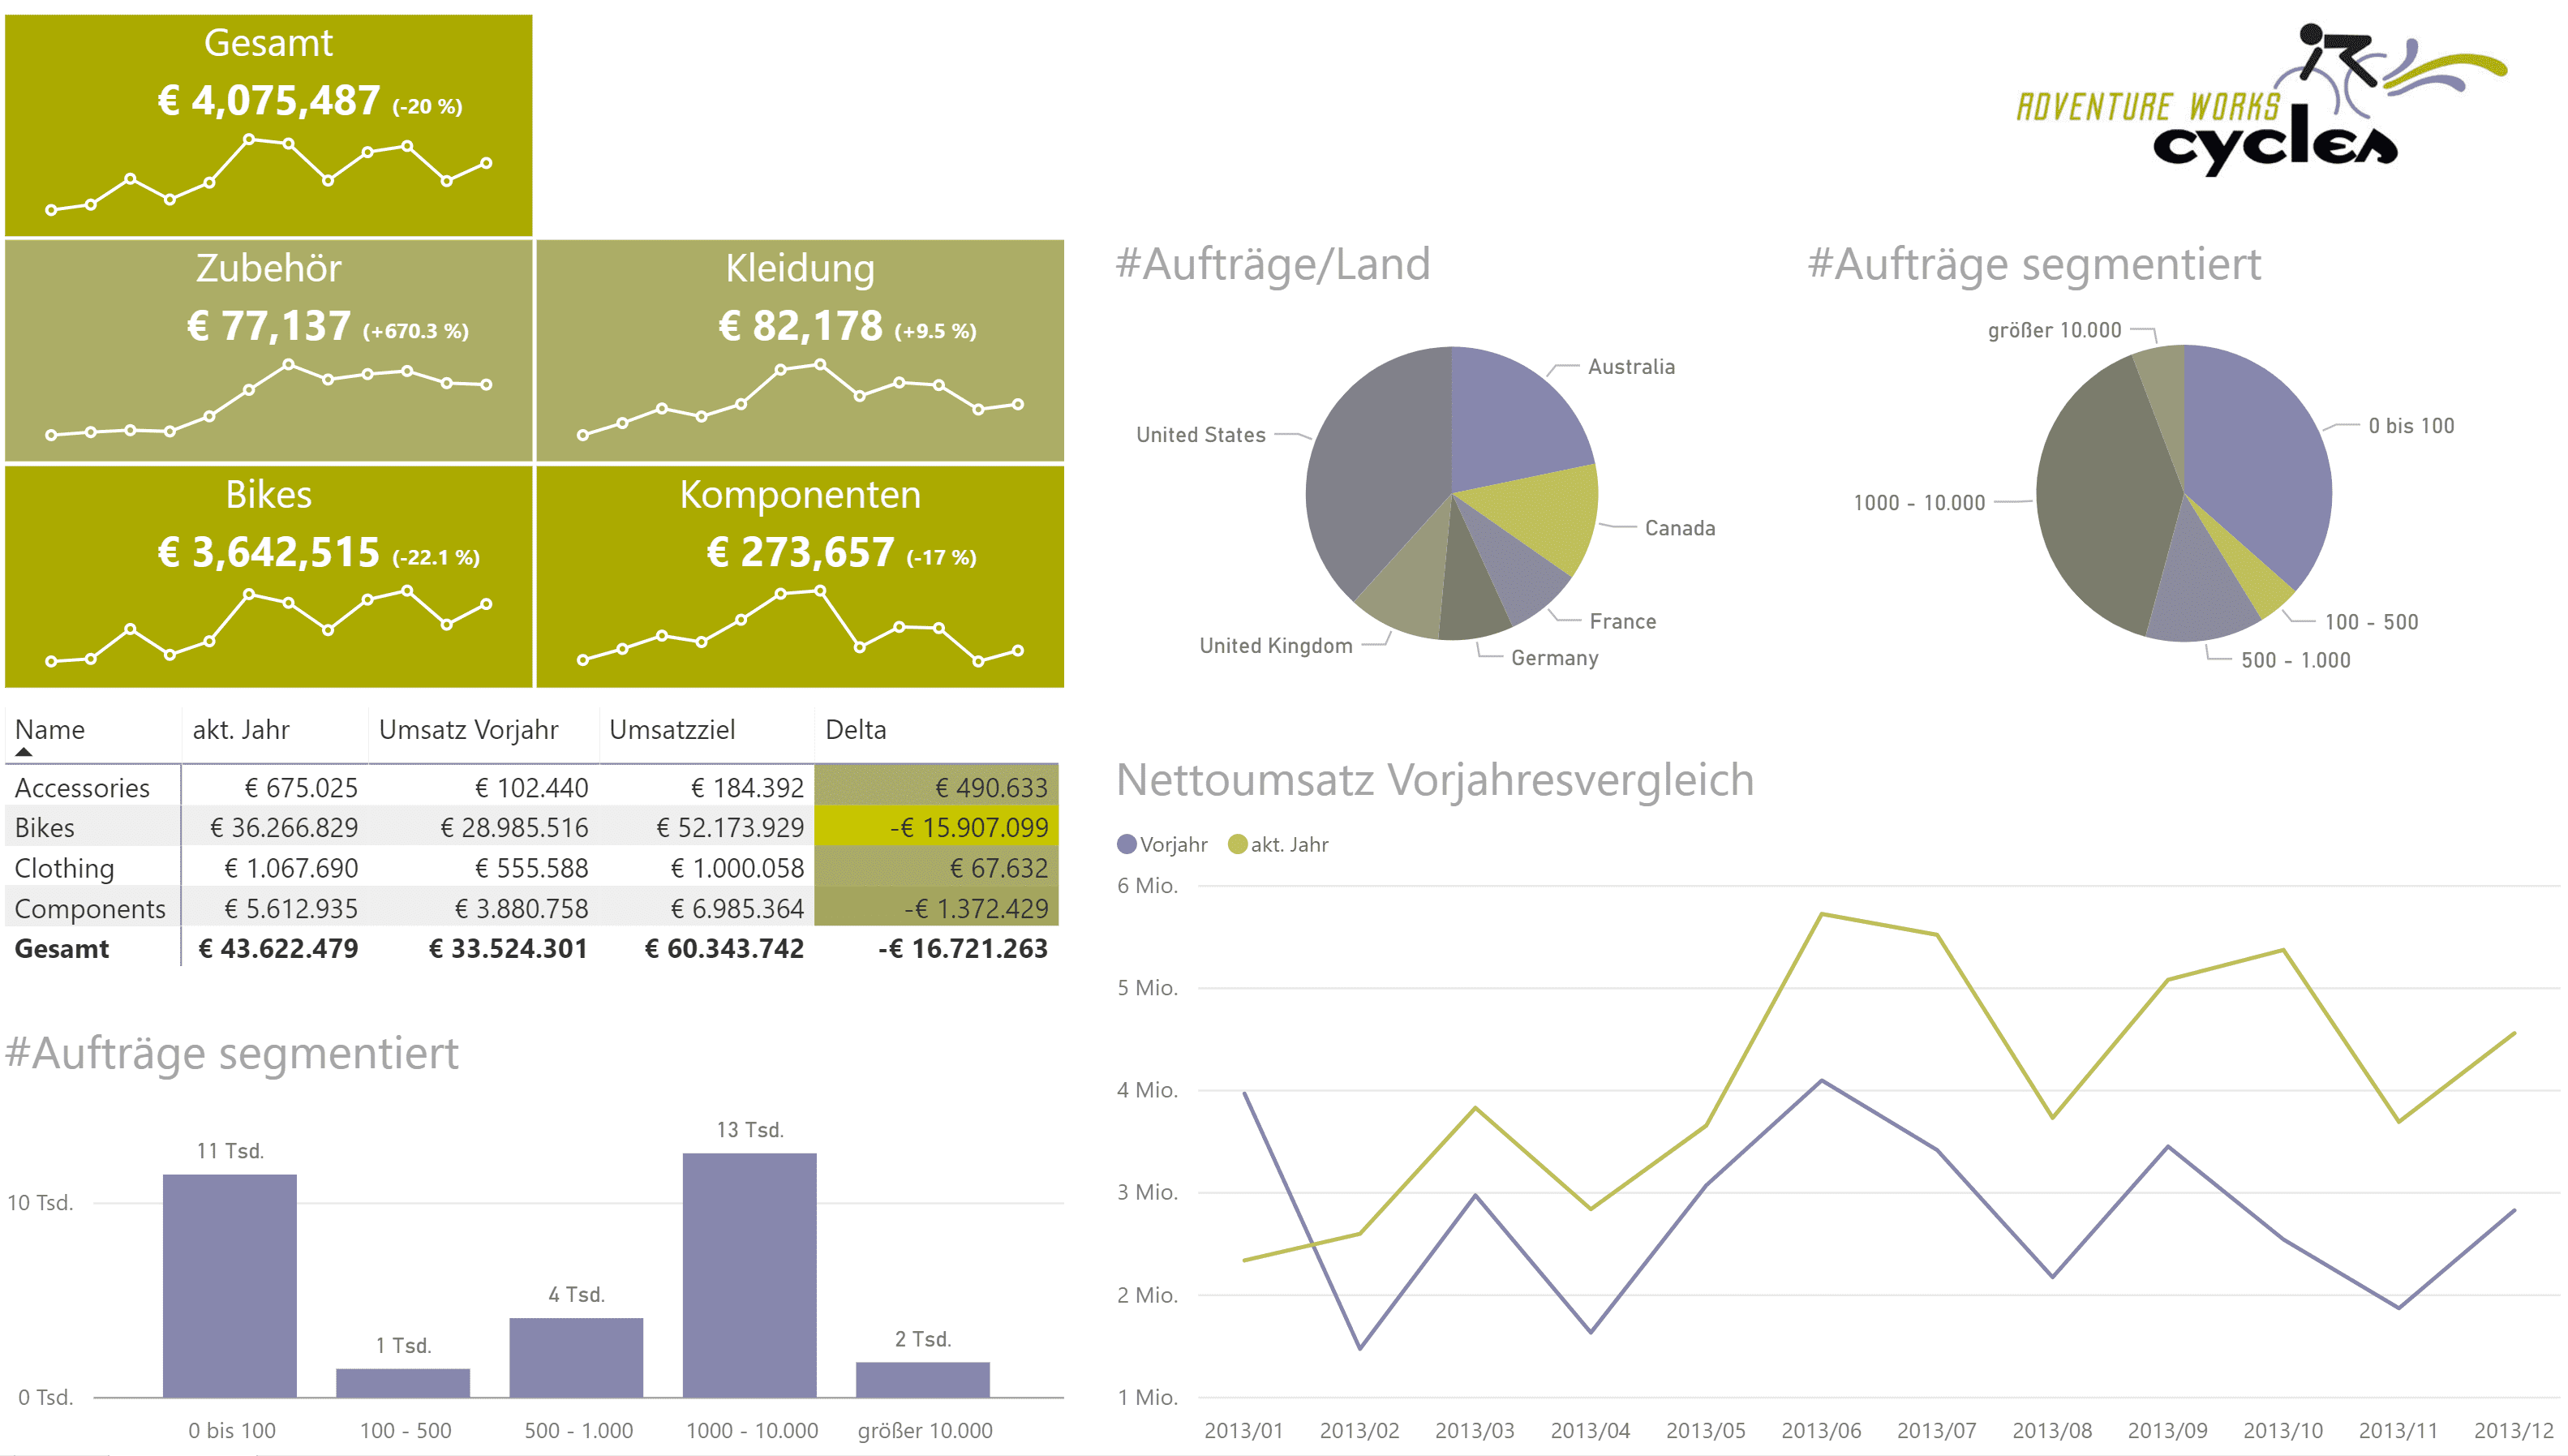 Gesamt
€ 4,075,487 (-20 %)
ADVENTURE WORKS
cycles
Zubehör
€ 77,137 (+670.3 %)
Kleidung
€ 82,178 (+9.5 %)
Bikes
€ 3,642,515 (-22.1 %)
Komponenten
€ 273,657 (-17 %)
#Aufträge/Land
Australia
United States
Canada
France
United Kingdom
Germany
#Aufträge segmentiert
größer 10.000
0 bis 100
1000 - 10.000
100 - 500
500 - 1.000
Name akt. Jahr Umsatz Vorjahr Umsatzziel Delta
Accessories € 675.025 € 102.440 € 184.392 € 490.633
Bikes € 36.266.829 € 28.985.516 € 52.173.929 -€ 15.907.099
Clothing € 1.067.690 € 555.588 € 1.000.058 € 67.632
Components € 5.612.935 € 3.880.758 € 6.985.364 -€ 1.372.429
Gesamt € 43.622.479 € 33.524.301 € 60.343.742 -€ 16.721.263
#Aufträge segmentiert
13 Tsd.
11 Tsd.
10 Tsd.
4 Tsd.
2 Tsd.
1 Tsd.
0 Tsd.
0 bis 100 100 - 500 500 - 1.000 1000 - 10.000 größer 10.000
Nettoumsatz Vorjahresvergleich
Vorjahr akt. Jahr
6 Mio.
5 Mio.
4 Mio.
3 Mio.
2 Mio.
1 Mio.
2013/01 2013/02 2013/03 2013/04 2013/05 2013/06 2013/07 2013/08 2013/09 2013/10 2013/11 2013/12